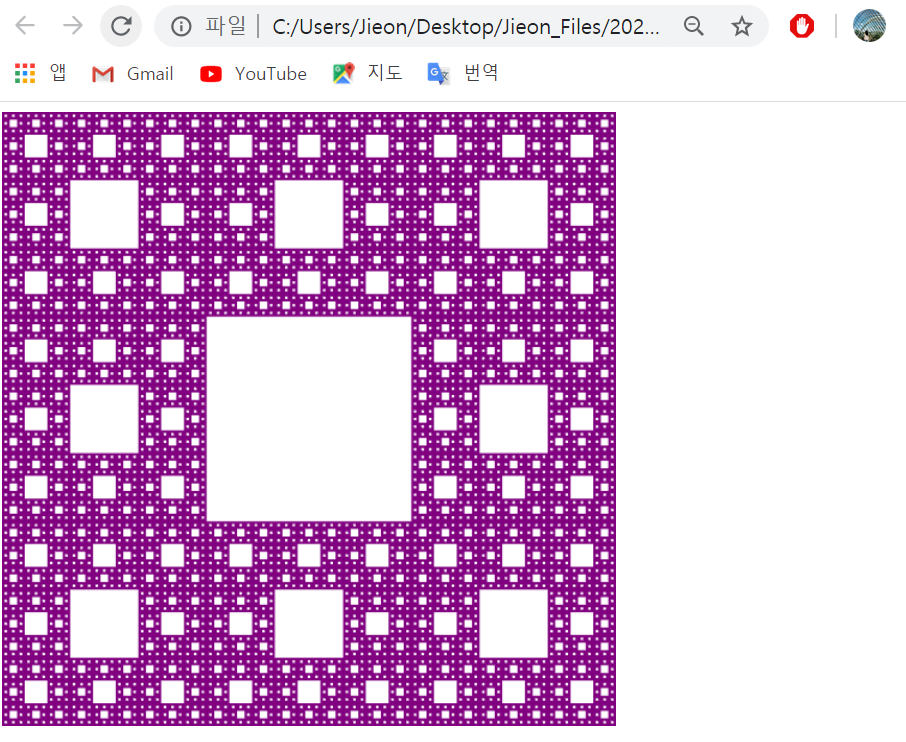 파일 | C:/Users/Jieon/Desktop/Jieon_Files/202...
앱 Gmail YouTube 지도 번역